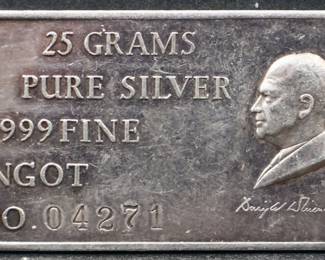 25 GRAMS
PURE SILVER
999 FINE
NGOT
O. 04271